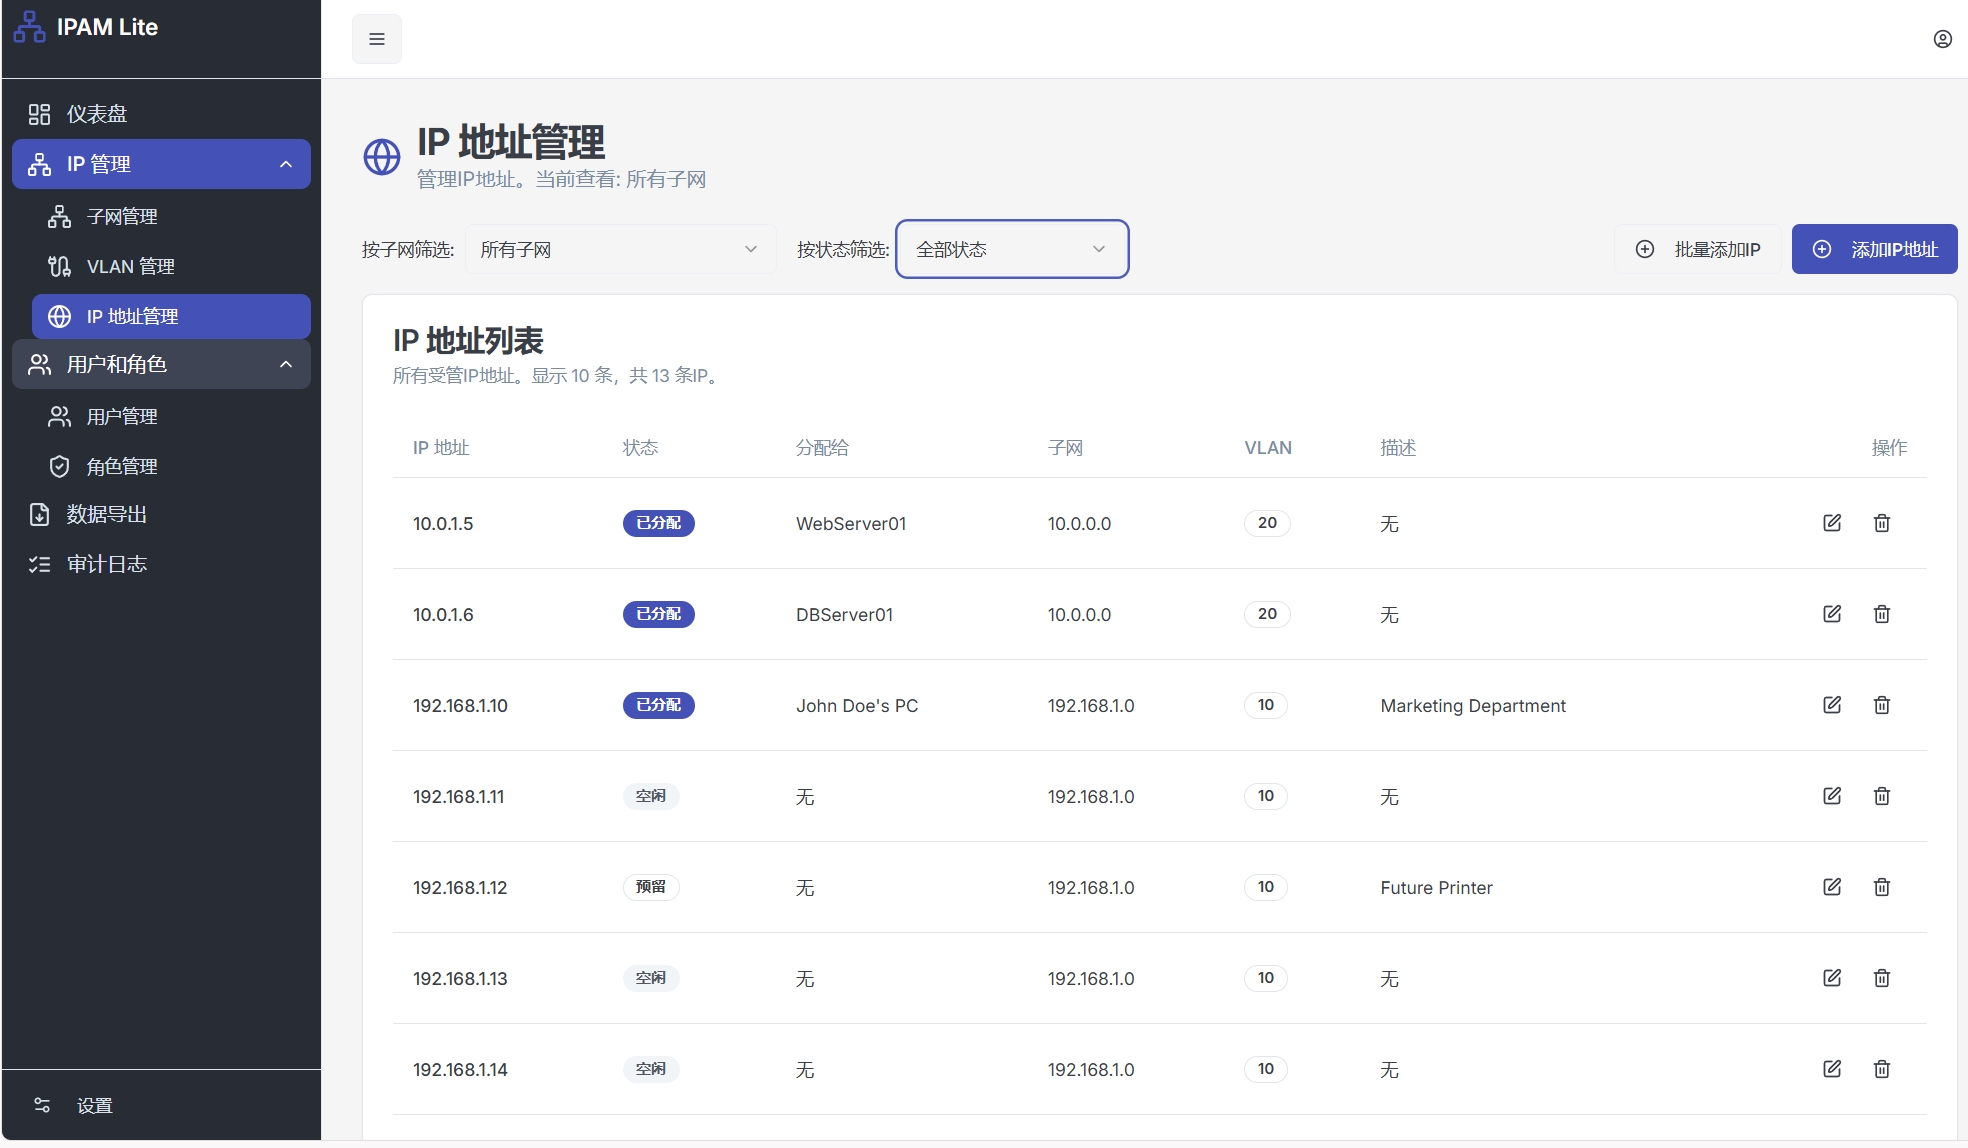 IPAM Lite
仪表盘
IP 管理
子网管理
VLAN 管理
IP 地址管理
用户和角色
用户管理
角色管理
数据导出
审计日志
设置
IP 地址管理
管理IP地址。当前查看: 所有子网
按子网筛选: 所有子网 按状态筛选: 全部状态 批量添加IP 添加IP地址
IP 地址列表
所有受管IP地址。显示 10 条，共 13 条IP。
IP 地址 状态 分配给 子网 VLAN 描述 操作
10.0.1.5 已分配 WebServer01 10.0.0.0 20 无
10.0.1.6 已分配 DBServer01 10.0.0.0 20 无
192.168.1.10 已分配 John Doe's PC 192.168.1.0 10 Marketing Department
192.168.1.11 空闲 无 192.168.1.0 10 无
192.168.1.12 预留 无 192.168.1.0 10 Future Printer
192.168.1.13 空闲 无 192.168.1.0 10 无
192.168.1.14 空闲 无 192.168.1.0 10 无